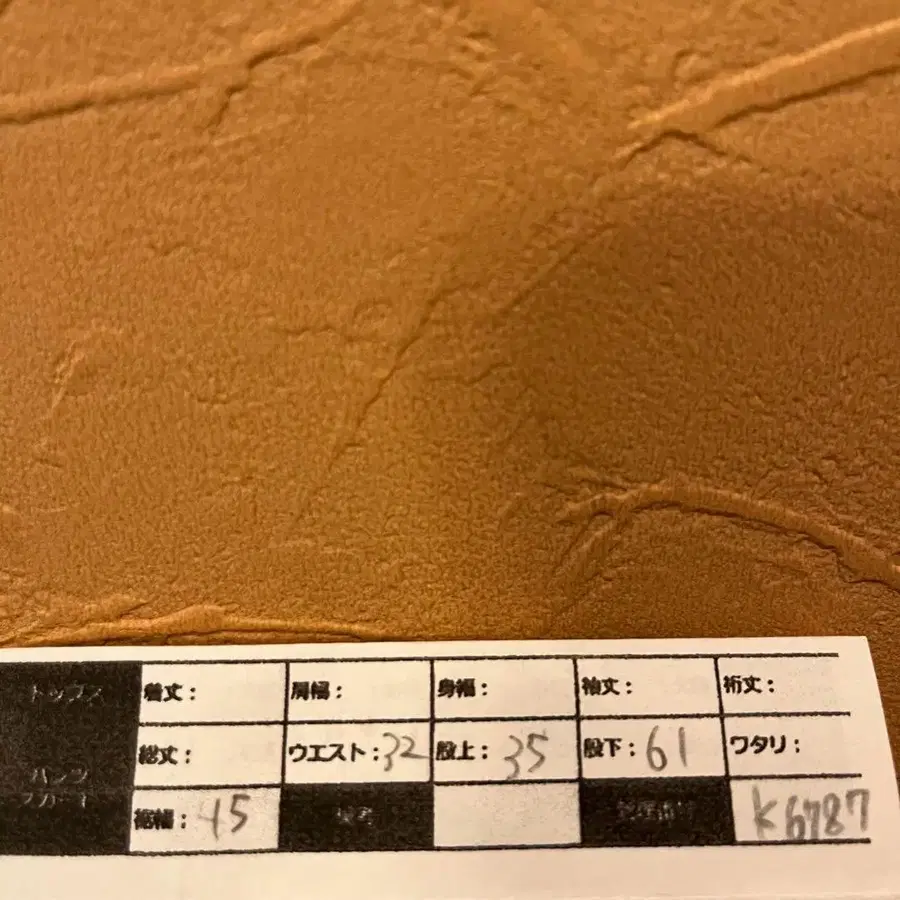 トップス 着丈: 肩幅: 身幅: 袖丈: 裄丈:
パンツ 総丈: ウエスト:32 股上:35 股下:61 ワタリ:
スカート 裾幅:45 備考 K6787